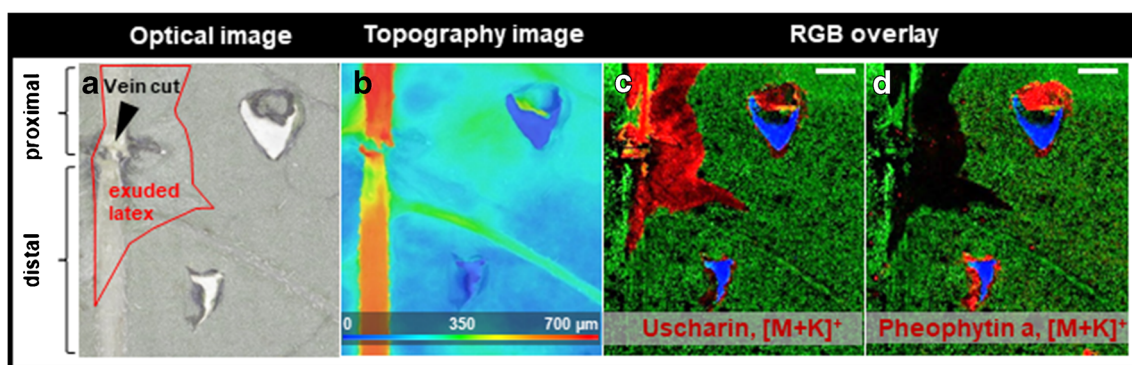 Optical image
Topography image
RGB overlay
proximal
distal
a
Vein cut
exuded
latex
b
0 350 700 µm
c
Uscharin, [M+K]+
d
Pheophytin a, [M+K]+